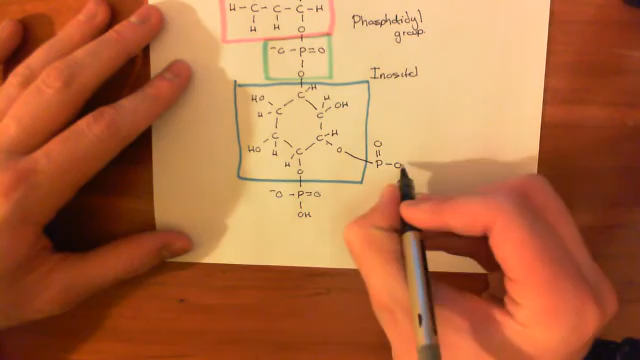 H-C-C-C-H
H H O
Phosphatidyl
group.
⁻O-P=O
O
Inositol
C H
HO H OH
H C C
C C H
HO H O
H C
O
O
P-O
⁻O-P=O
OH